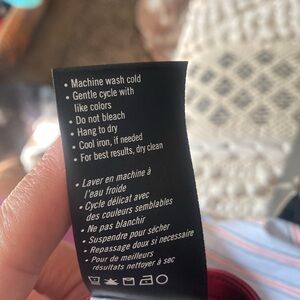 • Machine wash cold
• Gentle cycle with
like colors
• Do not bleach
• Hang to dry
• Cool iron, if needed
• For best results, dry clean
• Laver en machine à
l'eau froide
• Cycle délicat avec
des couleurs semblables
• Ne pas blanchir
• Suspendre pour sécher
• Repassage doux si necessaire
• Pour de meilleurs
résultats nettoyer à sec